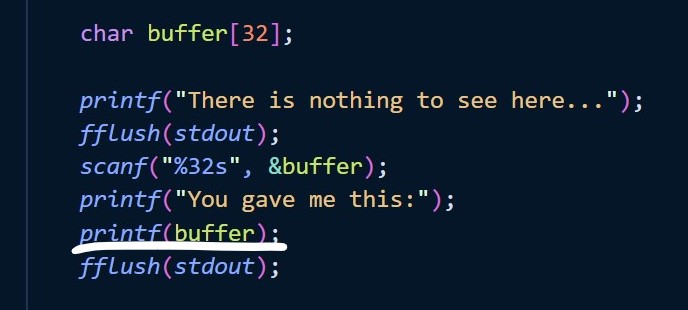 char buffer[32];
printf("There is nothing to see here...");
fflush(stdout);
scanf("%32s", &buffer);
printf("You gave me this:");
printf(buffer);
fflush(stdout);